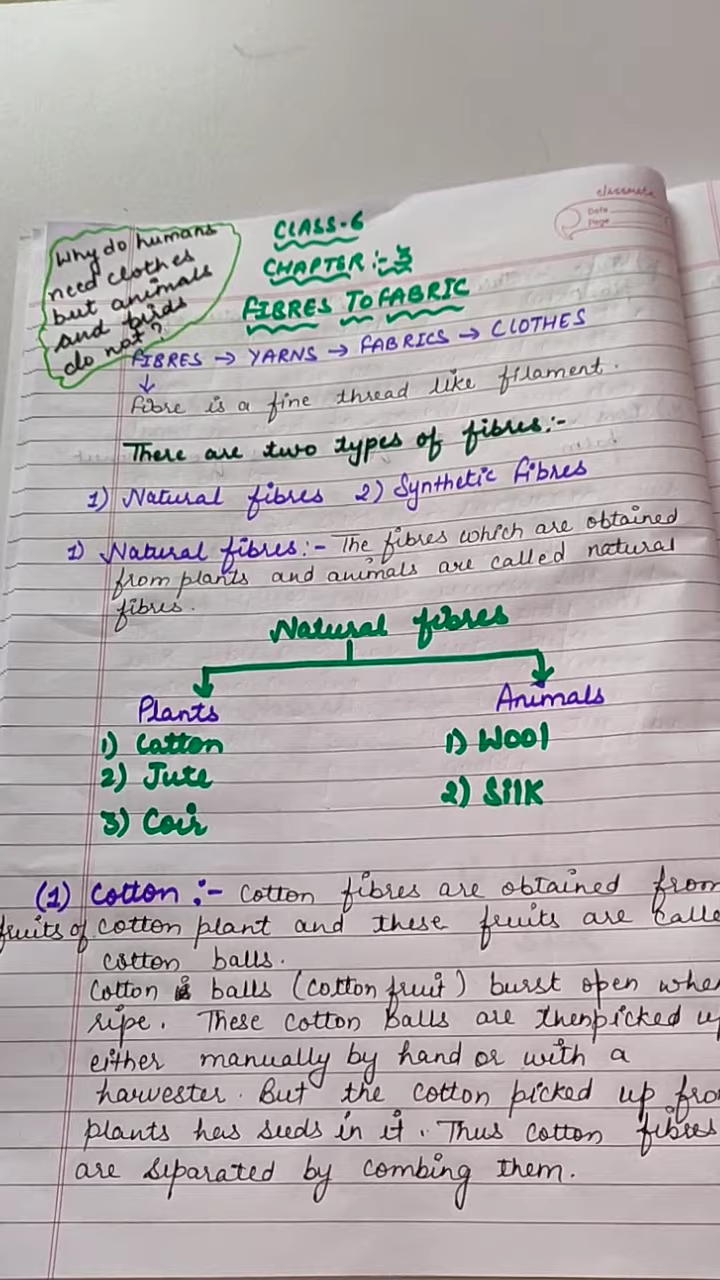 classmate
Date
Page
Why do humans
need clothes
but animals
and birds
do not?
CLASS-6
CHAPTER:-3
FIBRES TO FABRIC
FIBRES → YARNS → FABRICS → CLOTHES
↓
Fibre is a fine thread like filament.
There are two types of fibres:-
1) Natural fibres 2) Synthetic Fibres
1) Natural fibres:- The fibres which are obtained
from plants and animals are called natural
fibres.
Natural fibres
Plants
1) Catton
2) Jute
3) Coir
Animals
1) Wool
2) Silk
(1) Cotton:- Cotton fibres are obtained from
fruits of cotton plant and these fruits are calle
cotton balls.
Cotton balls (cotton fruit) burst open when
ripe. These cotton Balls are then picked u
either manually by hand or with a
harvester. But the cotton picked up fro
plants has seeds in it. Thus cotton fibres
are separated by combing them.